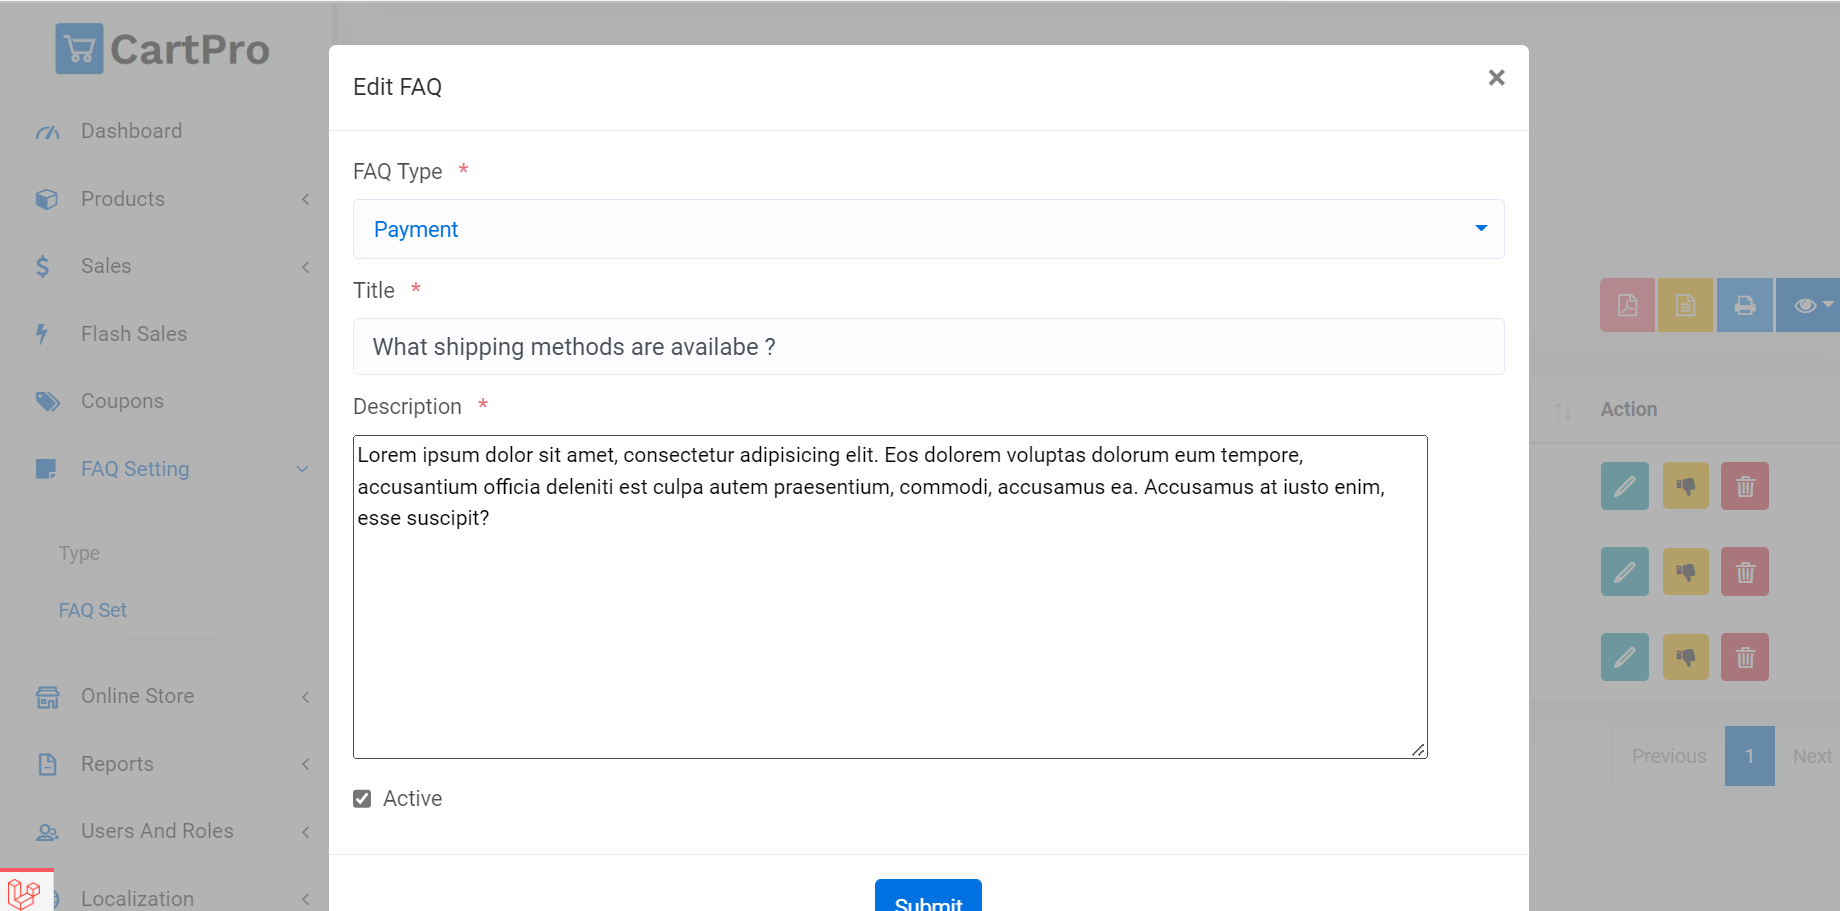 CartPro
Dashboard
Products
Sales
Flash Sales
Coupons
FAQ Setting
Type
FAQ Set
Online Store
Reports
Users And Roles
Localization
Edit FAQ
×
FAQ Type *
Payment
Title *
What shipping methods are availabe ?
Description *
Lorem ipsum dolor sit amet, consectetur adipisicing elit. Eos dolorem voluptas dolorum eum tempore,
accusantium officia deleniti est culpa autem praesentium, commodi, accusamus ea. Accusamus at iusto enim,
esse suscipit?
Active
Submit
Action
Previous 1 Next